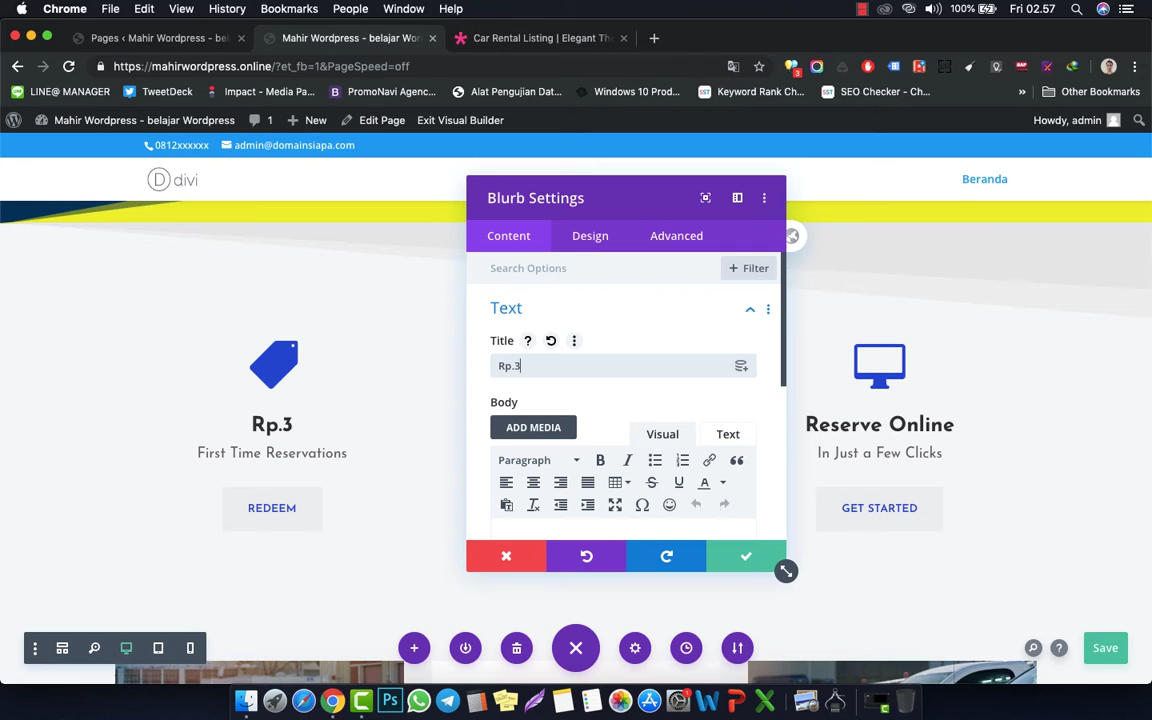 Chrome File Edit View History Bookmarks People Window Help 100% Fri 02.57
Pages ‹ Mahir Wordpress - bel
Mahir Wordpress - belajar Wor
Car Rental Listing | Elegant Th
https://mahirwordpress.online/?et_fb=1&PageSpeed=off
LINE@ MANAGER TweetDeck Impact - Media Pa... PromoNavi Agenc... Alat Pengujian Dat... Windows 10 Prod... Keyword Rank Ch... SEO Checker - Ch... » Other Bookmarks
Mahir Wordpress - belajar Wordpress 1 New Edit Page Exit Visual Builder Howdy, admin
0812xxxxxx admin@domainsiapa.com
divi
Beranda
Blurb Settings
Content Design Advanced
Search Options + Filter
Text
Title
Rp.3
Body
ADD MEDIA
Visual Text
Paragraph
Rp.3
First Time Reservations
REDEEM
Reserve Online
In Just a Few Clicks
GET STARTED
Save